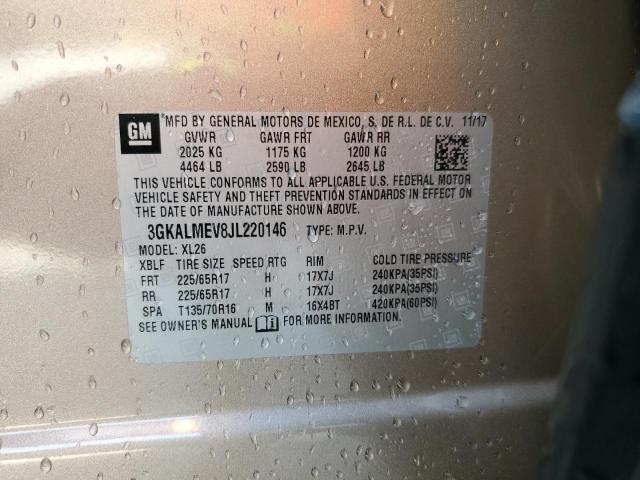 GM
MFD BY GENERAL MOTORS DE MEXICO, S. DE R.L. DE C.V. 11/17
GVWR GAWR FRT GAWR RR
2025 KG 1175 KG 1200 KG
4464 LB 2590 LB 2645 LB
THIS VEHICLE CONFORMS TO ALL APPLICABLE U.S. FEDERAL MOTOR
VEHICLE SAFETY AND THEFT PREVENTION STANDARDS IN EFFECT ON THE
DATE OF MANUFACTURE SHOWN ABOVE.
3GKALMEV8JL220146 TYPE: M.P.V.
MODEL: XL26
XBLF TIRE SIZE SPEED RTG RIM COLD TIRE PRESSURE
FRT 225/65R17 H 17X7J 240KPA(35PSI)
RR 225/65R17 H 17X7J 240KPA(35PSI)
SPA T135/70R16 M 16X4BT 420KPA(60PSI)
SEE OWNER'S MANUAL FOR MORE INFORMATION.